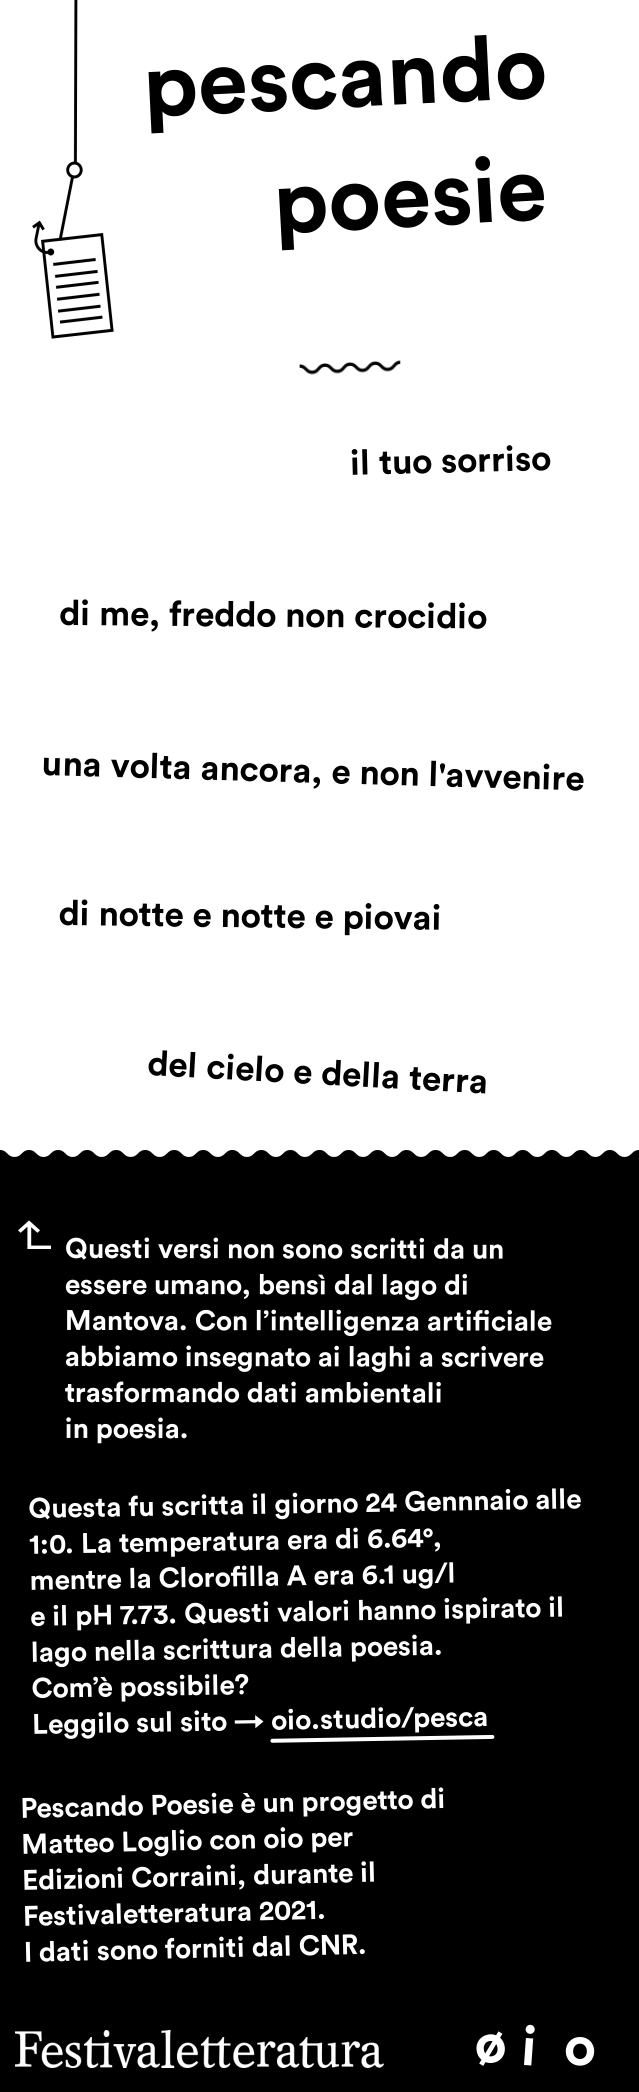 pescando
poesie
il tuo sorriso
di me, freddo non crocidio
una volta ancora, e non l'avvenire
di notte e notte e piovai
del cielo e della terra
Questi versi non sono scritti da un
essere umano, bensì dal lago di
Mantova. Con l’intelligenza artificiale
abbiamo insegnato ai laghi a scrivere
trasformando dati ambientali
in poesia.
Questa fu scritta il giorno 24 Gennnaio alle
1:0. La temperatura era di 6.64°,
mentre la Clorofilla A era 6.1 ug/l
e il pH 7.73. Questi valori hanno ispirato il
lago nella scrittura della poesia.
Com’è possibile?
Leggilo sul sito → oio.studio/pesca
Pescando Poesie è un progetto di
Matteo Loglio con oio per
Edizioni Corraini, durante il
Festivaletteratura 2021.
I dati sono forniti dal CNR.
Festivaletteratura øio